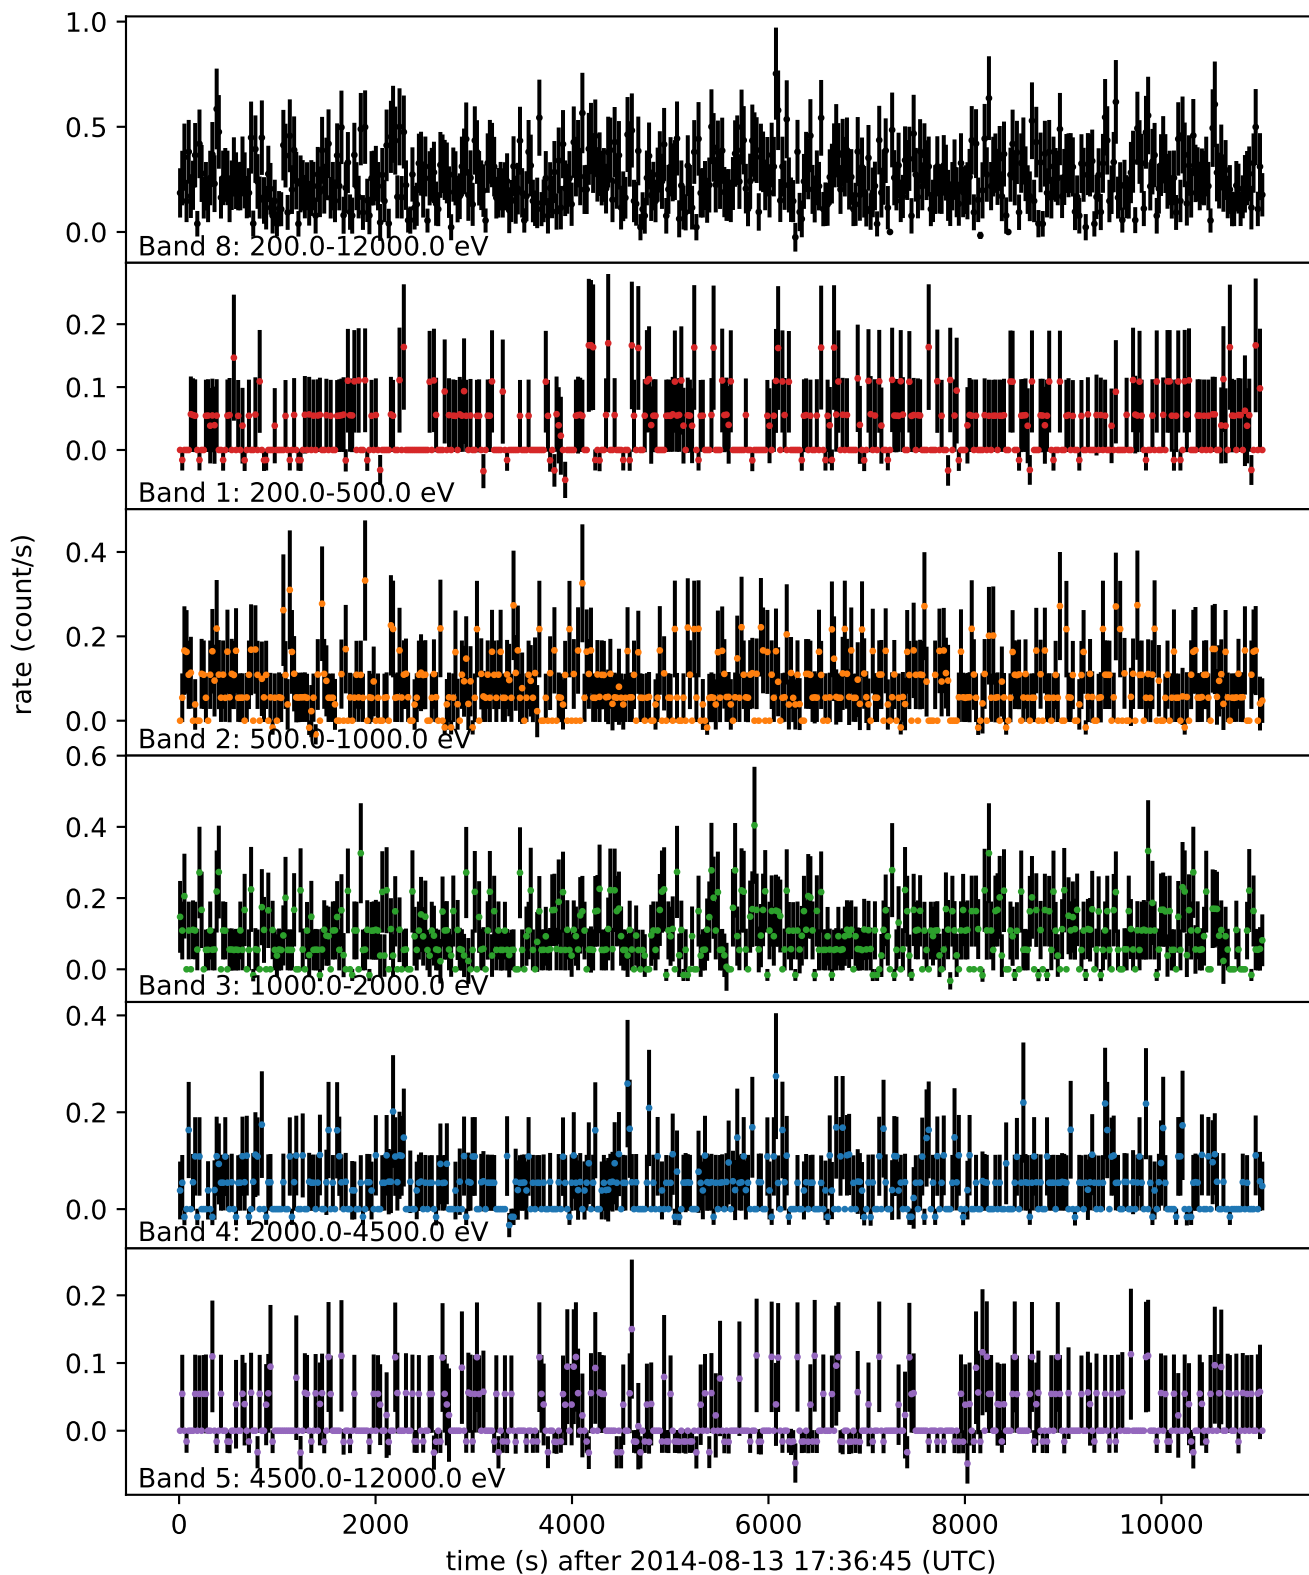 1.0
0.5
0.0
Band 8: 200.0-12000.0 eV
0.2
0.1
0.0
Band 1: 200.0-500.0 eV
rate (count/s)
0.4
0.2
0.0
Band 2: 500.0-1000.0 eV
0.6
0.4
0.2
0.0
Band 3: 1000.0-2000.0 eV
0.4
0.2
0.0
Band 4: 2000.0-4500.0 eV
0.2
0.1
0.0
Band 5: 4500.0-12000.0 eV
0 2000 4000 6000 8000 10000
time (s) after 2014-08-13 17:36:45 (UTC)